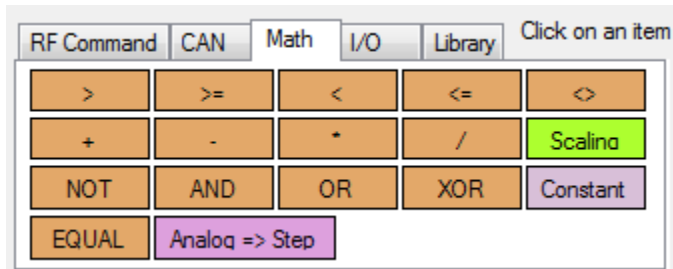 RF Command CAN Math I/O Library Click on an item
> >= < <= <>
+ - * / Scaling
NOT AND OR XOR Constant
EQUAL Analog => Step